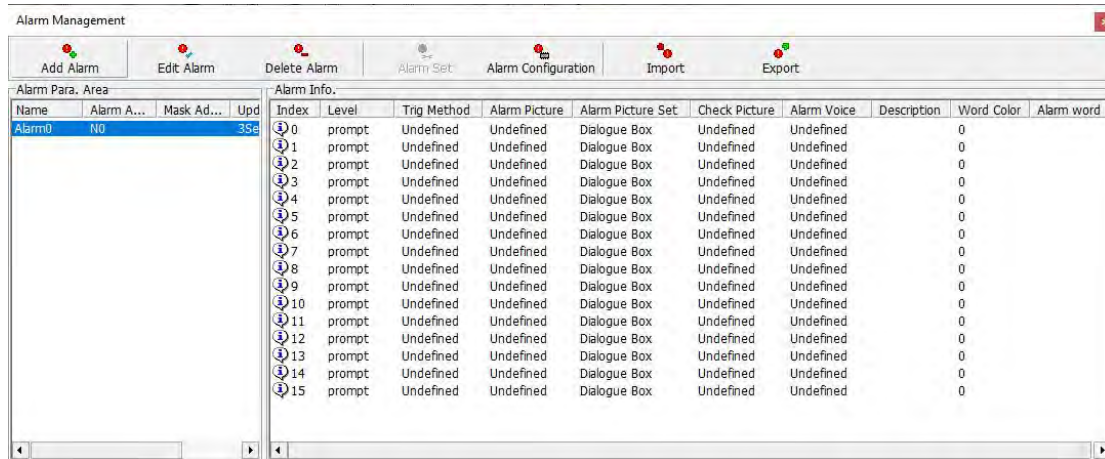 Alarm Management
Add Alarm Edit Alarm Delete Alarm Alarm Set Alarm Configuration Import Export
Alarm Para. Area Alarm Info.
Name Alarm A... Mask Ad... Upd Index Level Trig Method Alarm Picture Alarm Picture Set Check Picture Alarm Voice Description Word Color Alarm word
Alarm0 N0 3Se 0 prompt Undefined Undefined Dialogue Box Undefined Undefined 0
1 prompt Undefined Undefined Dialogue Box Undefined Undefined 0
2 prompt Undefined Undefined Dialogue Box Undefined Undefined 0
3 prompt Undefined Undefined Dialogue Box Undefined Undefined 0
4 prompt Undefined Undefined Dialogue Box Undefined Undefined 0
5 prompt Undefined Undefined Dialogue Box Undefined Undefined 0
6 prompt Undefined Undefined Dialogue Box Undefined Undefined 0
7 prompt Undefined Undefined Dialogue Box Undefined Undefined 0
8 prompt Undefined Undefined Dialogue Box Undefined Undefined 0
9 prompt Undefined Undefined Dialogue Box Undefined Undefined 0
10 prompt Undefined Undefined Dialogue Box Undefined Undefined 0
11 prompt Undefined Undefined Dialogue Box Undefined Undefined 0
12 prompt Undefined Undefined Dialogue Box Undefined Undefined 0
13 prompt Undefined Undefined Dialogue Box Undefined Undefined 0
14 prompt Undefined Undefined Dialogue Box Undefined Undefined 0
15 prompt Undefined Undefined Dialogue Box Undefined Undefined 0